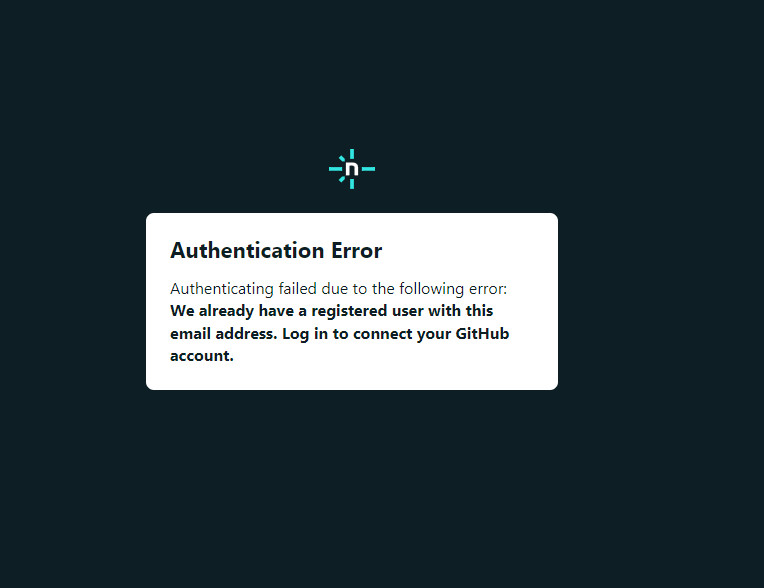 n
Authentication Error
Authenticating failed due to the following error:
We already have a registered user with this
email address. Log in to connect your GitHub
account.